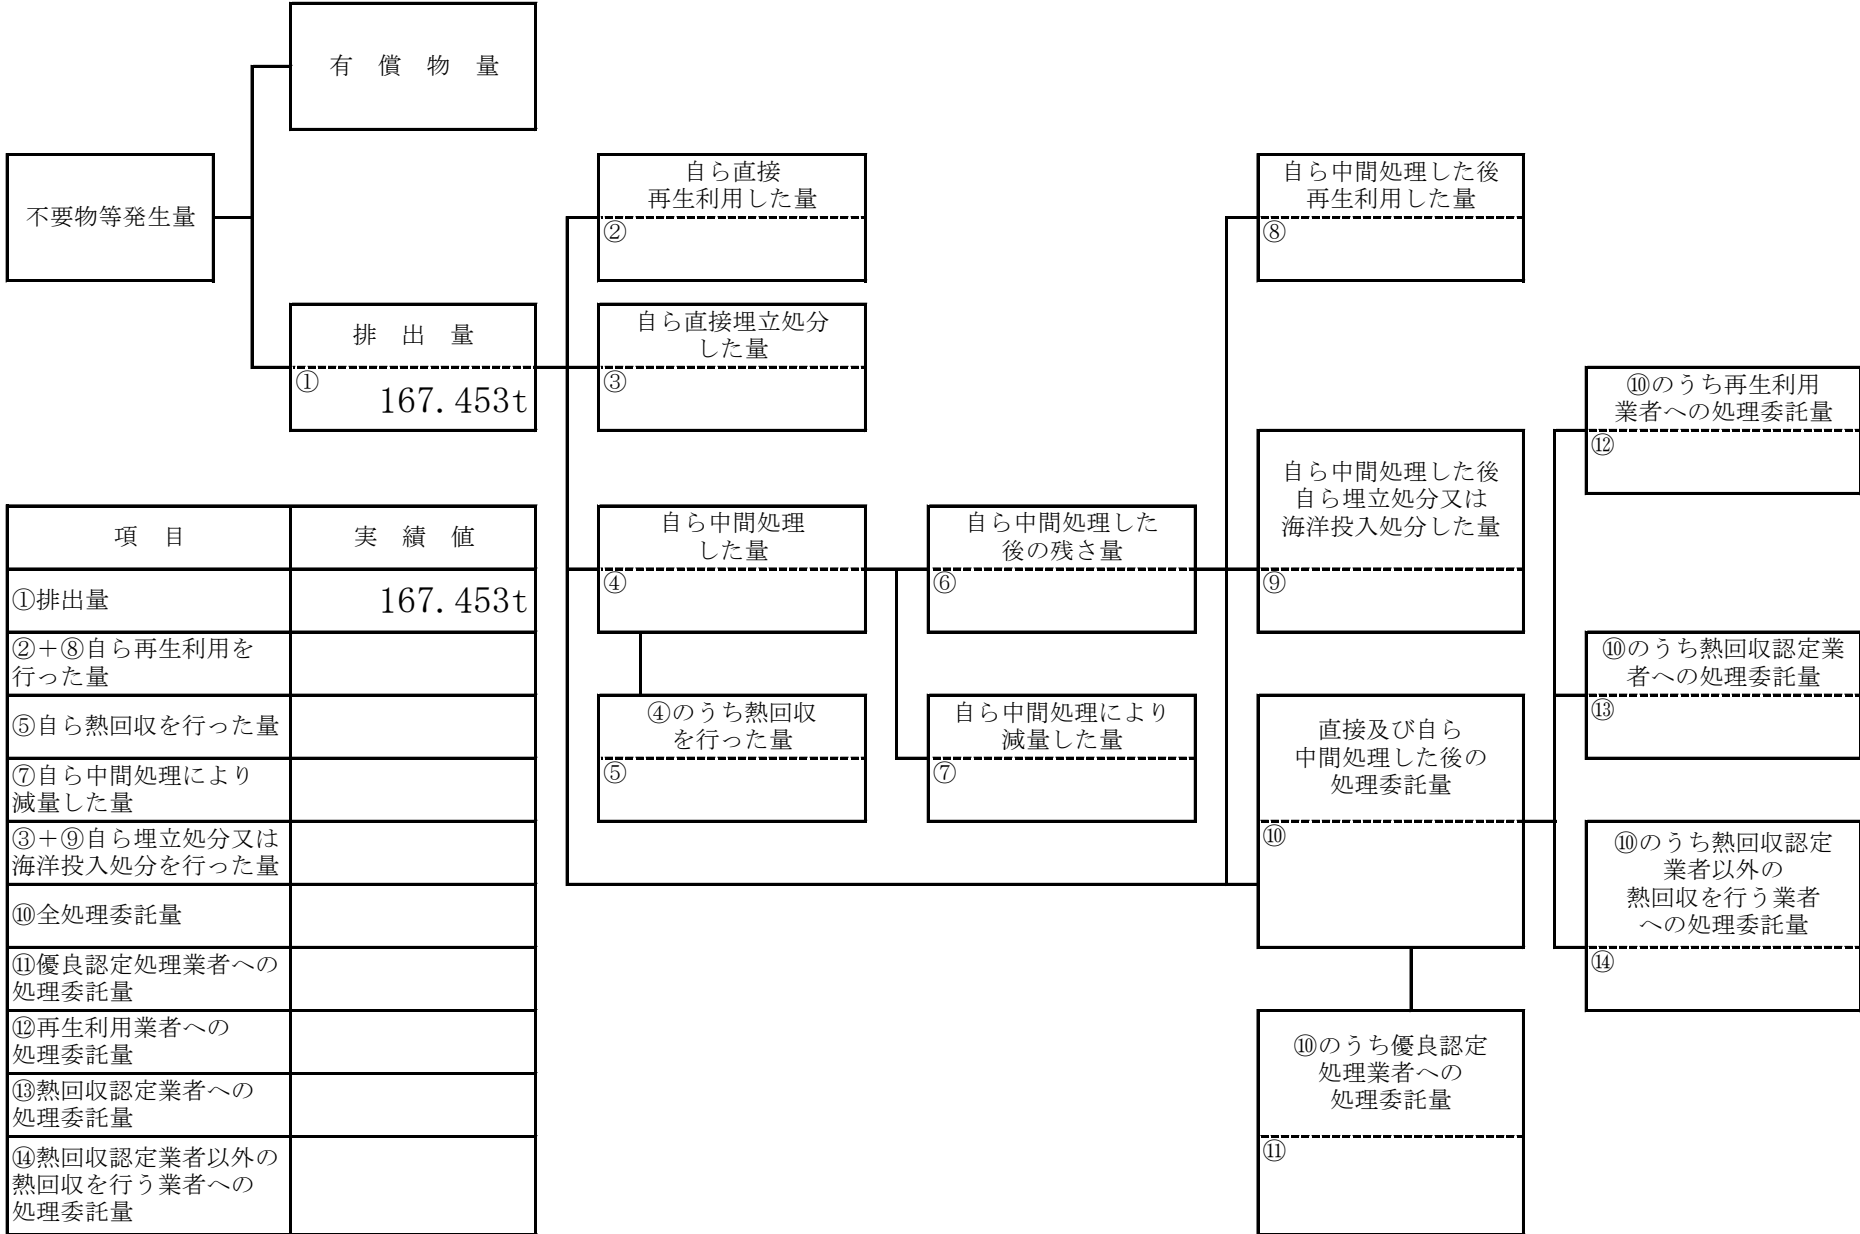 有　償　物　量
不要物等発生量
自ら直接
再生利用した量
②
自ら中間処理した後
再生利用した量
⑧
排　出　量
①
167.453t
自ら直接埋立処分
した量
③
⑩のうち再生利用
業者への処理委託量
⑫
自ら中間処理した後
自ら埋立処分又は
海洋投入処分した量
⑨
自ら中間処理
した量
④
自ら中間処理した
後の残さ量
⑥
⑩のうち熱回収認定業
者への処理委託量
⑬
④のうち熱回収
を行った量
⑤
自ら中間処理により
減量した量
⑦
直接及び自ら
中間処理した後の
処理委託量
⑩
⑩のうち熱回収認定
業者以外の
熱回収を行う業者
への処理委託量
⑭
⑩のうち優良認定
処理業者への
処理委託量
⑪
項　目
実　績　値
①排出量
167.453t
②＋⑧自ら再生利用を
行った量
⑤自ら熱回収を行った量
⑦自ら中間処理により
減量した量
③＋⑨自ら埋立処分又は
海洋投入処分を行った量
⑩全処理委託量
⑪優良認定処理業者への
処理委託量
⑫再生利用業者への
処理委託量
⑬熱回収認定業者への
処理委託量
⑭熱回収認定業者以外の
熱回収を行う業者への
処理委託量